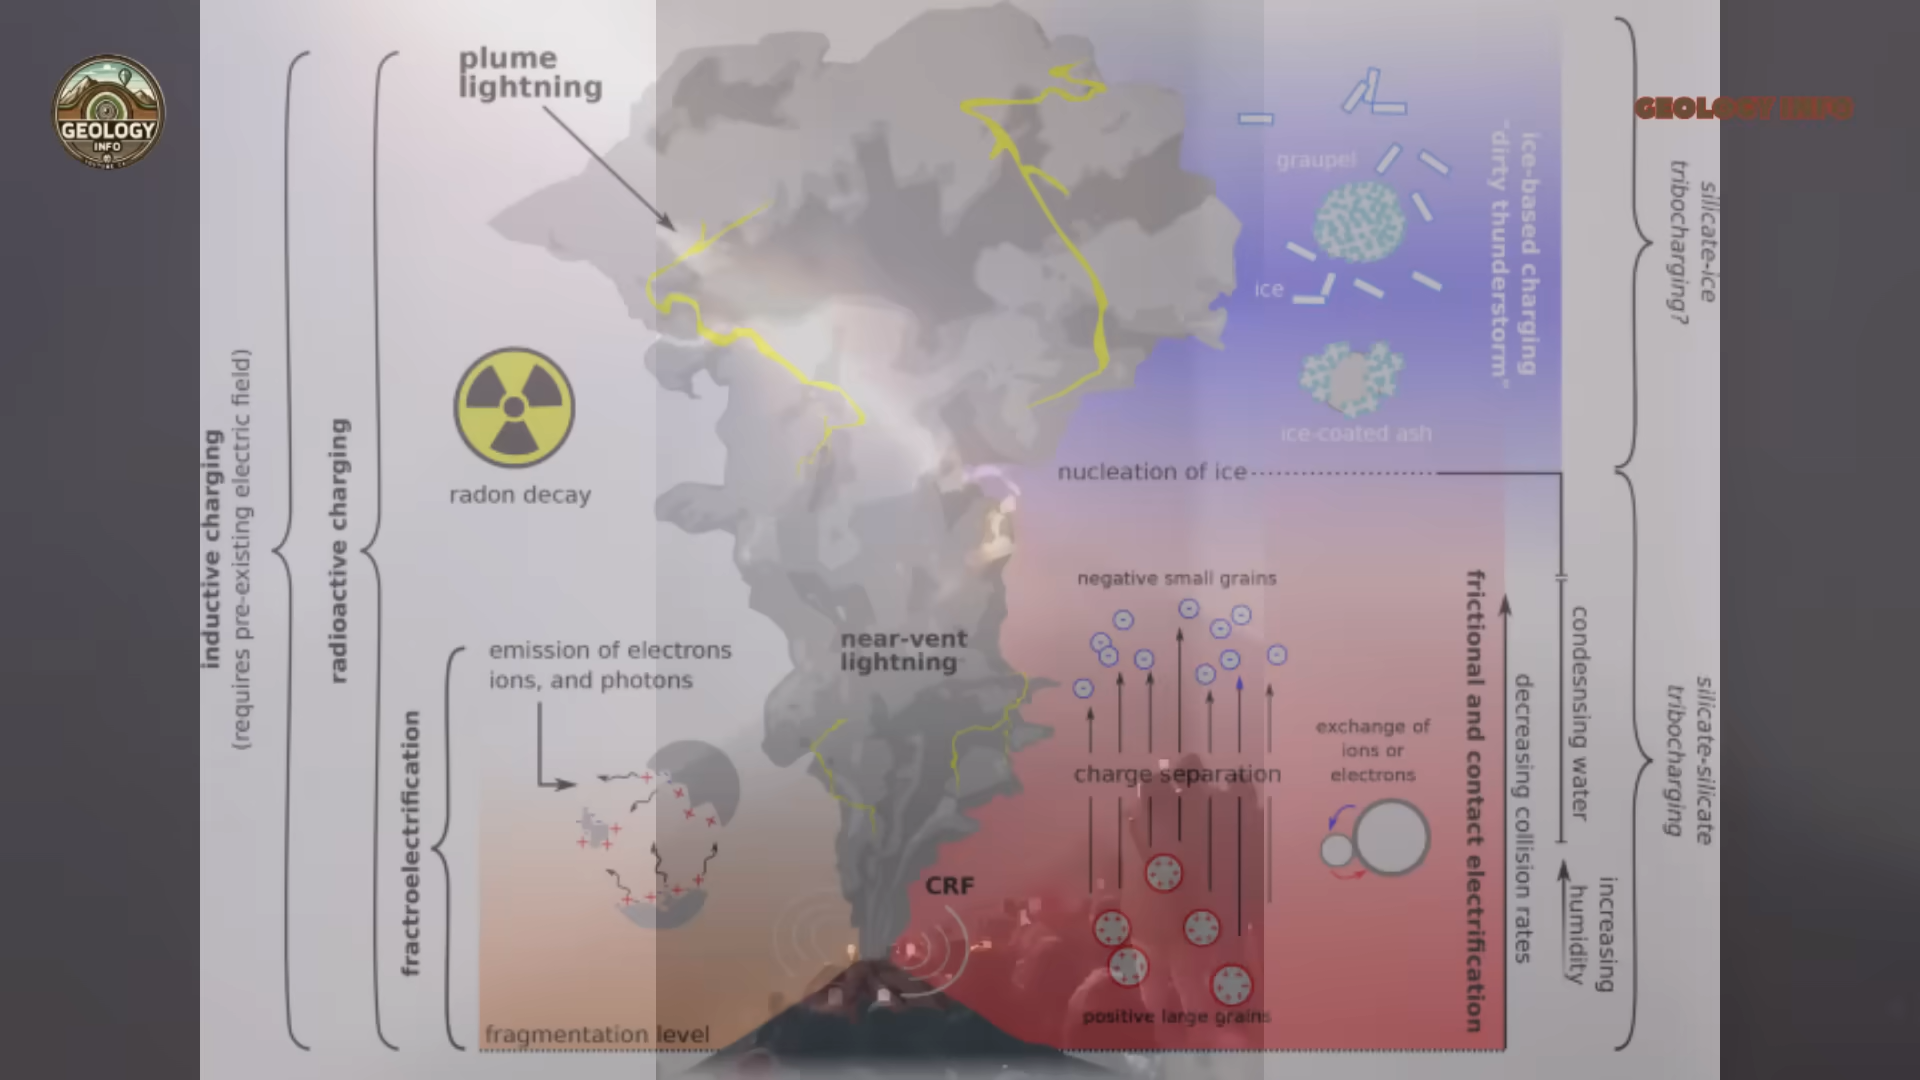 GEOLOGY
INFO
GEOLOGY INFO
plume
lightning
inductive charging
(requires pre-existing electric field)
radioactive charging
radon decay
fractroelectrification
emission of electrons
ions, and photons
fragmentation level
near-vent
lightning
CRF
graupel
ice
ice-coated ash
ice-based charging
"dirty thunderstorm"
nucleation of ice
negative small grains
charge separation
positive large grains
exchange of
ions or
electrons
frictional and contact electrification
decreasing collision rates
condesnsing water
increasing
humidity
silicate-ice
tribocharging?
silicate-silicate
tribocharging